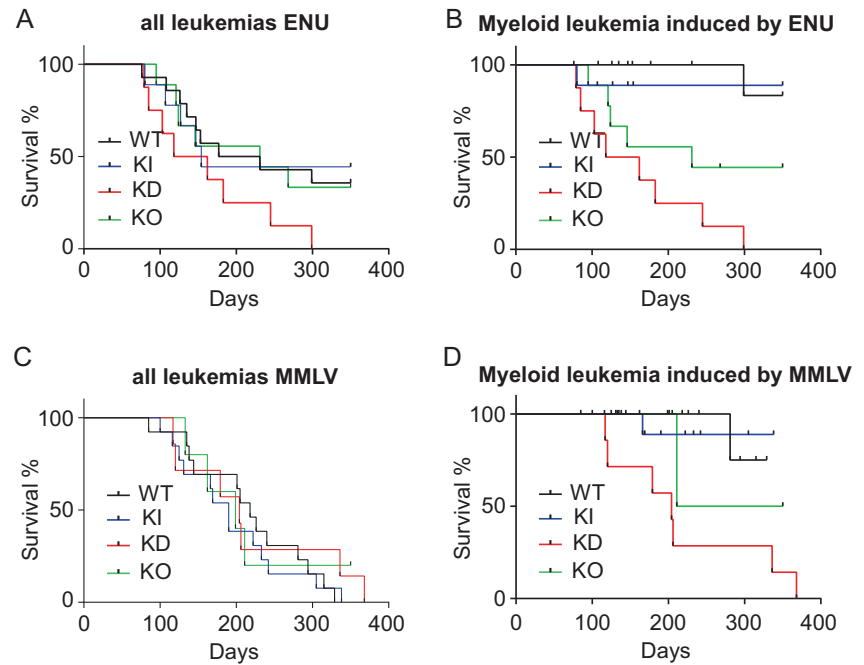 A
all leukemias ENU
Survival %
100
50
0
WT
KI
KD
KO
0 100 200 300 400
Days
B
Myeloid leukemia induced by ENU
Survival %
100
50
0
WT
KI
KD
KO
0 100 200 300 400
Days
C
all leukemias MMLV
Survival %
100
50
0
WT
KI
KD
KO
0 100 200 300 400
Days
D
Myeloid leukemia induced by MMLV
Survival %
100
50
0
WT
KI
KD
KO
0 100 200 300 400
Days